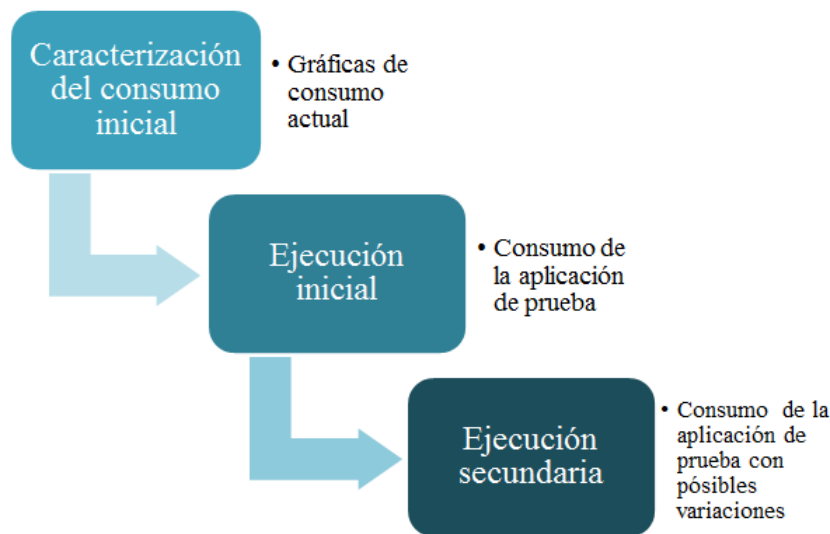 Caracterización
del consumo
inicial
• Gráficas de
consumo
actual
Ejecución
inicial
• Consumo de
la aplicación
de prueba
Ejecución
secundaria
• Consumo de la
aplicación de
prueba con
pósibles
variaciones